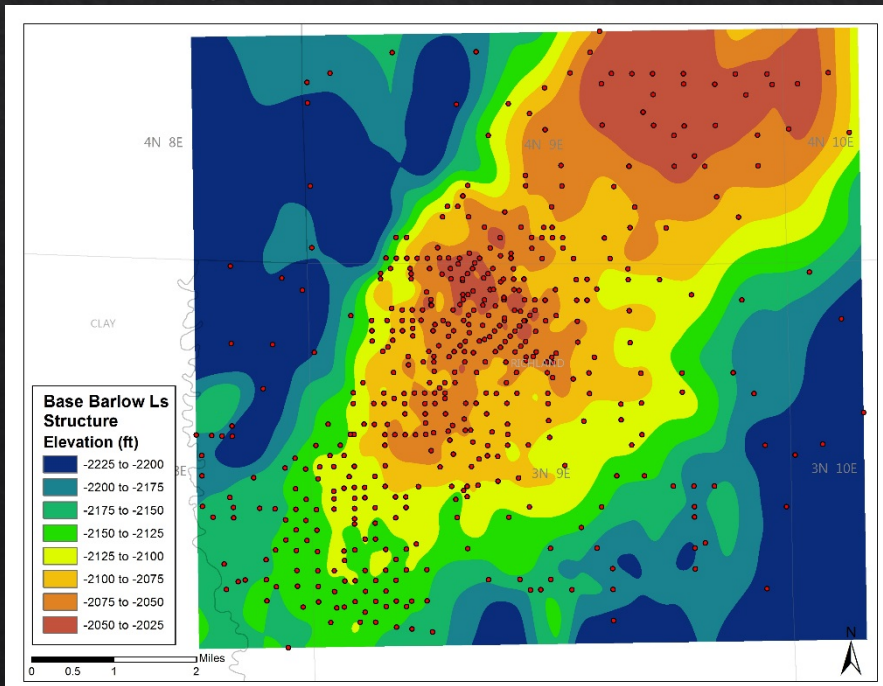 4N 8E
4N 9E
4N 10E
CLAY
RICHLAND
3N 9E
3N 10E
8E
Base Barlow Ls
Structure
Elevation (ft)
-2225 to -2200
-2200 to -2175
-2175 to -2150
-2150 to -2125
-2125 to -2100
-2100 to -2075
-2075 to -2050
-2050 to -2025
Miles
0 0.5 1 2
N